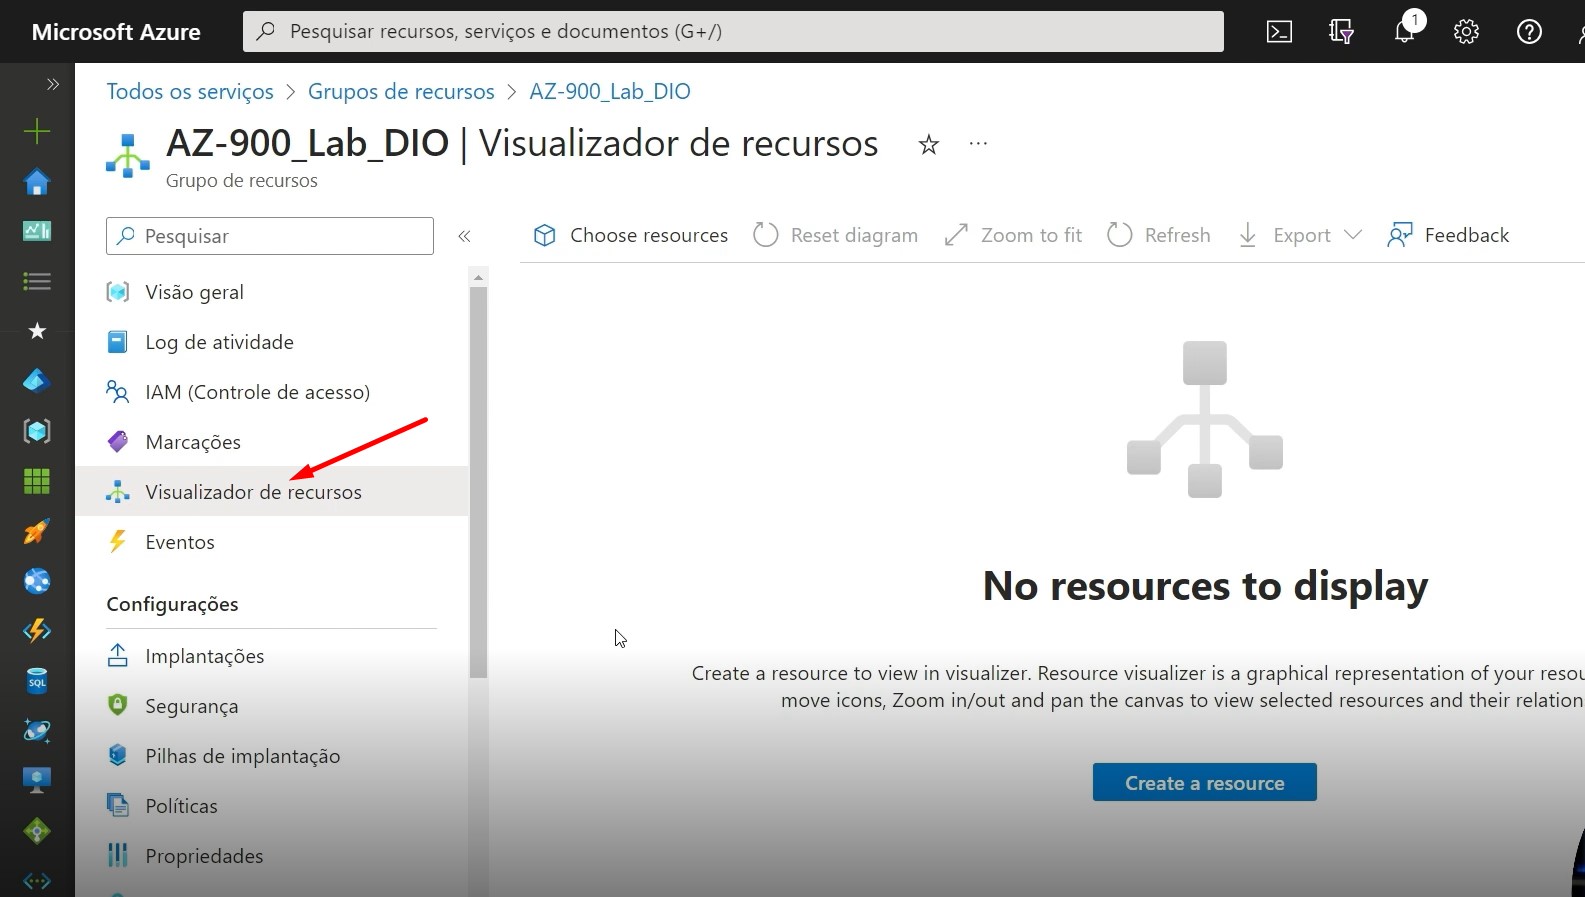 Microsoft Azure
Pesquisar recursos, serviços e documentos (G+/)
1
Todos os serviços > Grupos de recursos > AZ-900_Lab_DIO
AZ-900_Lab_DIO | Visualizador de recursos
Grupo de recursos
Pesquisar
Choose resources
Reset diagram
Zoom to fit
Refresh
Export
Feedback
Visão geral
Log de atividade
IAM (Controle de acesso)
Marcações
Visualizador de recursos
Eventos
Configurações
Implantações
Segurança
Pilhas de implantação
Políticas
Propriedades
SQL
No resources to display
Create a resource to view in visualizer. Resource visualizer is a graphical representation of your resou
move icons, Zoom in/out and pan the canvas to view selected resources and their relation
Create a resource